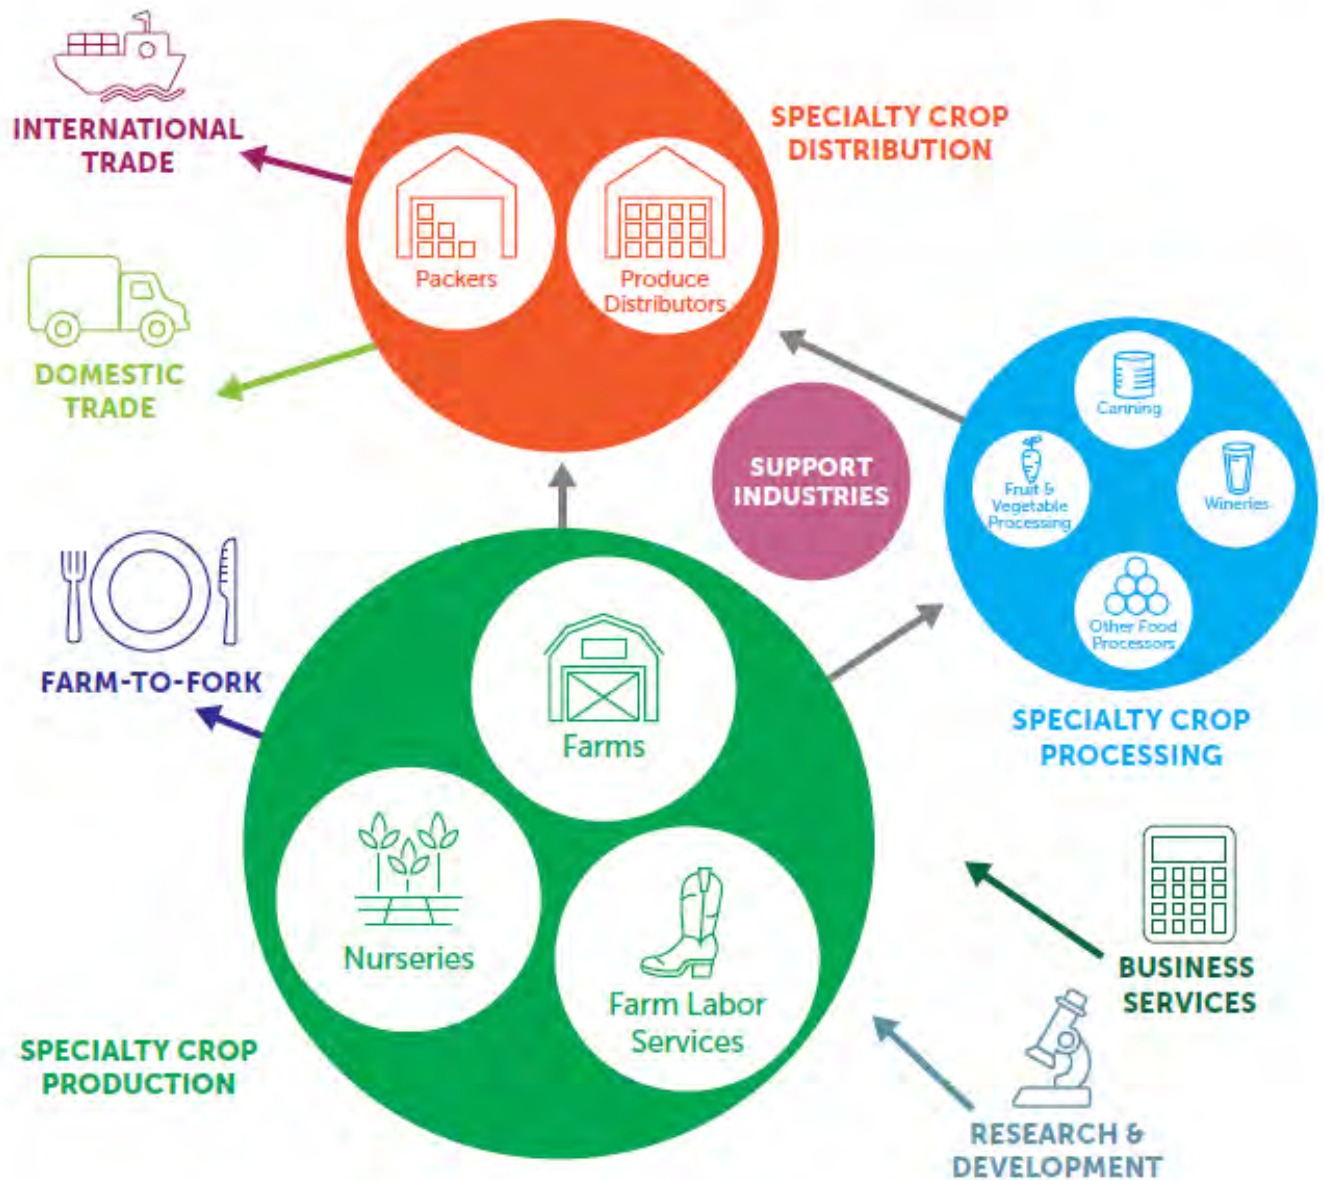 INTERNATIONAL
TRADE
SPECIALTY CROP
DISTRIBUTION
Packers
Produce
Distributors
DOMESTIC
TRADE
SUPPORT
INDUSTRIES
Canning
Fruit &
Vegetable
Processing
Wineries
Other Food
Processors
SPECIALTY CROP
PROCESSING
FARM-TO-FORK
Farms
Nurseries
Farm Labor
Services
SPECIALTY CROP
PRODUCTION
BUSINESS
SERVICES
RESEARCH &
DEVELOPMENT